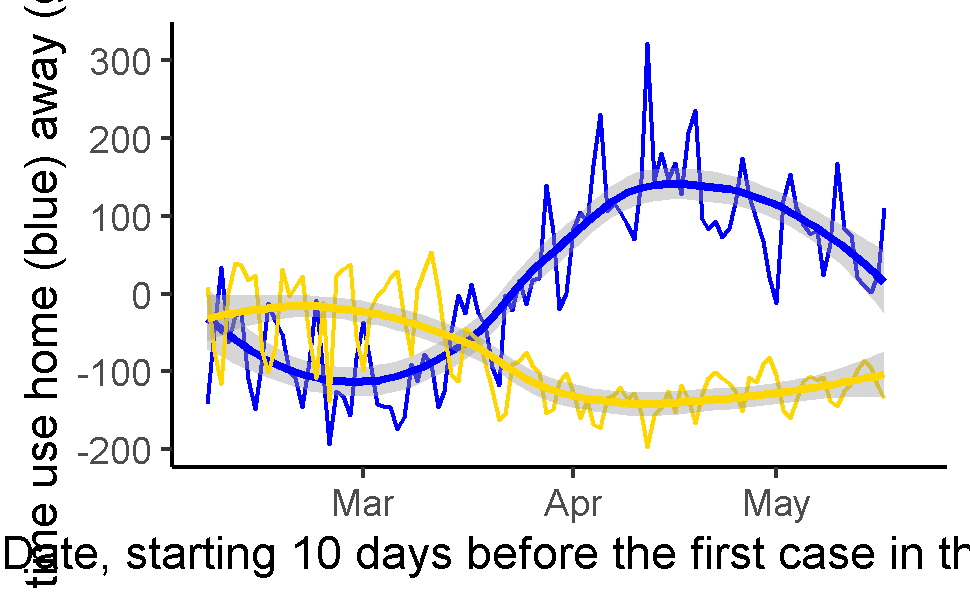 time use home (blue) away (
300
200
100
0
-100
-200
Mar Apr May
Date, starting 10 days before the first case in th